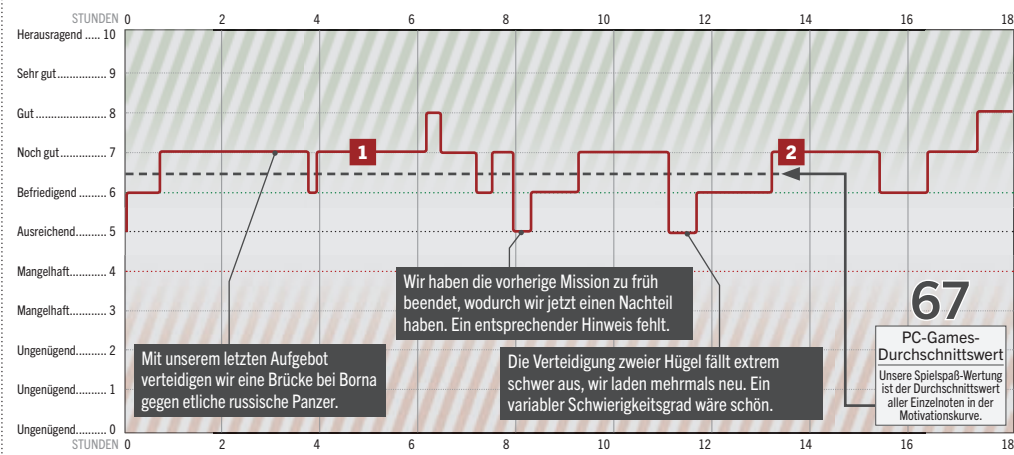 STUNDEN 0 2 4 6 8 10 12 14 16 18
Herausragend ..... 10
Sehr gut.............. 9
Gut..................... 8
Noch gut............. 7
Befriedigend ....... 6
Ausreichend........ 5
Mangelhaft.......... 4
Mangelhaft.......... 3
Ungenügend........ 2
Ungenügend........ 1
Ungenügend........ 0
1
2
Mit unserem letzten Aufgebot
verteidigen wir eine Brücke bei Borna
gegen etliche russische Panzer.
Wir haben die vorherige Mission zu früh
beendet, wodurch wir jetzt einen Nachteil
haben. Ein entsprechender Hinweis fehlt.
Die Verteidigung zweier Hügel fällt extrem
schwer aus, wir laden mehrmals neu. Ein
variabler Schwierigkeitsgrad wäre schön.
67
PC-Games-
Durchschnittswert
Unsere Spielspaß-Wertung
ist der Durchschnittswert
aller Einzelnoten in der
Motivationskurve.
STUNDEN 2 4 6 8 10 12 14 16 18